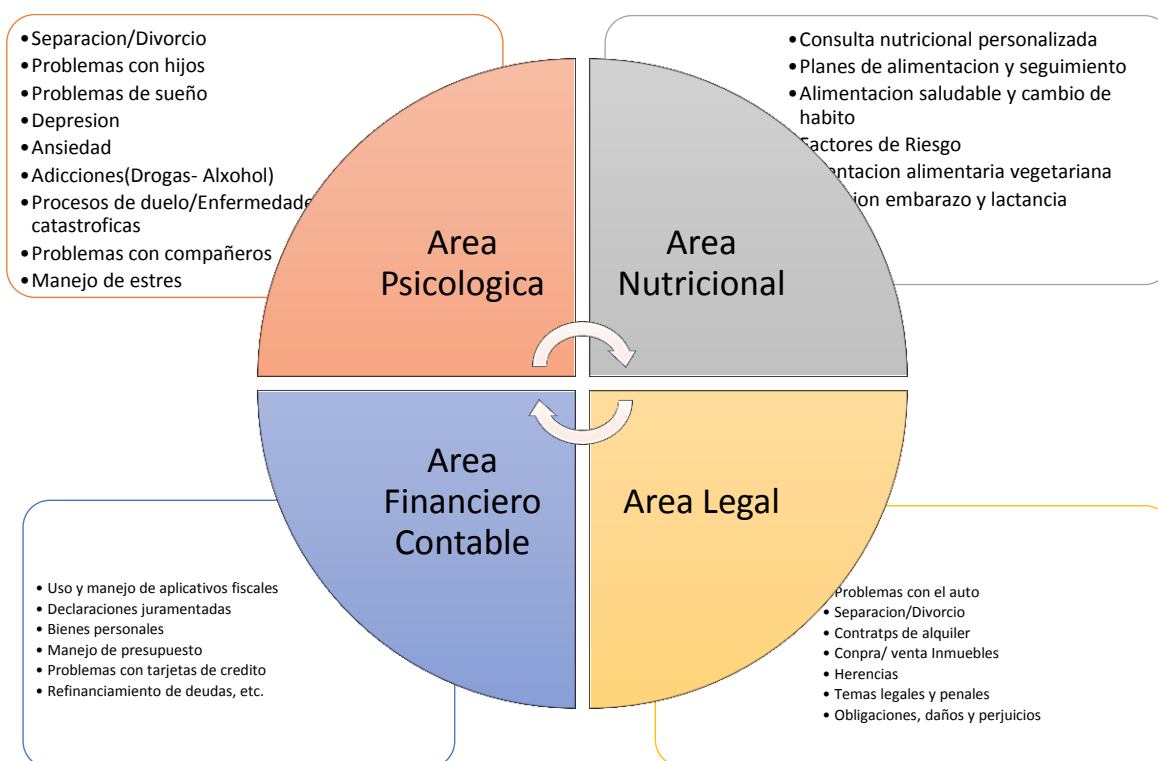 •Separacion/Divorcio
•Problemas con hijos
•Problemas de sueño
•Depresion
•Ansiedad
•Adicciones(Drogas- Alxohol)
•Procesos de duelo/Enfermedade
catastroficas
•Problemas con compañeros
•Manejo de estres
•Consulta nutricional personalizada
•Planes de alimentacion y seguimiento
•Alimentacion saludable y cambio de
habito
Factores de Riesgo
entacion alimentaria vegetariana
ion embarazo y lactancia
Area
Psicologica
Area
Nutricional
Area
Financiero
Contable
Area Legal
• Uso y manejo de aplicativos fiscales
• Declaraciones juramentadas
• Bienes personales
• Manejo de presupuesto
• Problemas con tarjetas de credito
• Refinanciamiento de deudas, etc.
• Problemas con el auto
• Separacion/Divorcio
• Contratps de alquiler
• Conpra/ venta Inmuebles
• Herencias
• Temas legales y penales
• Obligaciones, daños y perjuicios